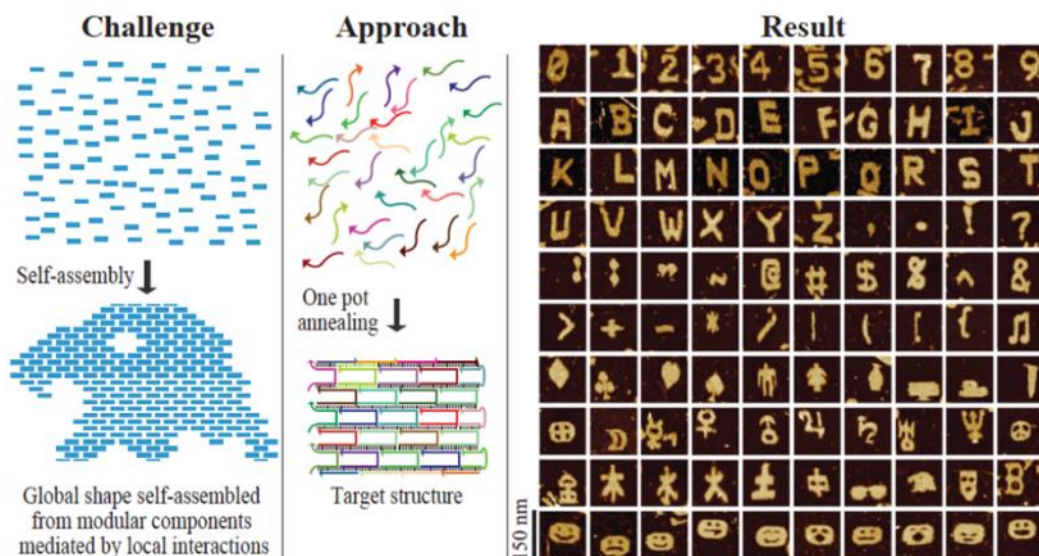 Challenge
Approach
Result
Self-assembly
Global shape self-assembled
from modular components
mediated by local interactions
One pot
annealing
Target structure
0 1 2 3 4 5 6 7 8 9
A B C D E F G H I J
K L M N O P Q R S T
U V W X Y Z , . ! ?
: ; " ~ @ # $ % ^ &
> + - * / | ( [ { ♫
150 nm